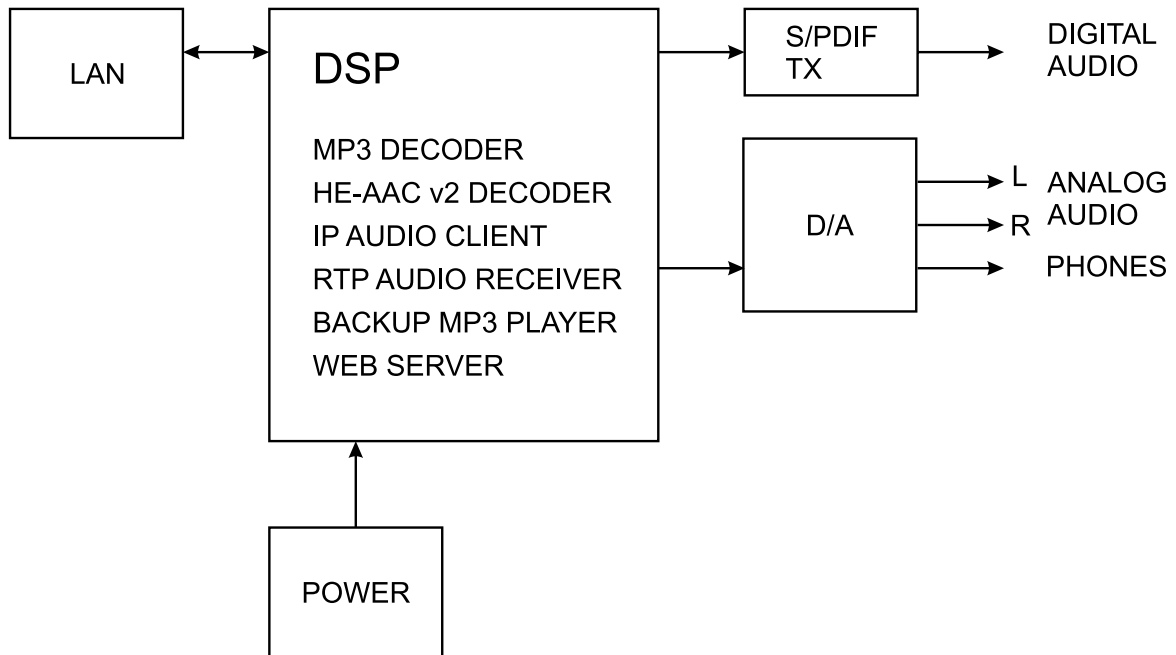 LAN
DSP
MP3 DECODER
HE-AAC v2 DECODER
IP AUDIO CLIENT
RTP AUDIO RECEIVER
BACKUP MP3 PLAYER
WEB SERVER
S/PDIF
TX
DIGITAL
AUDIO
D/A
L
R
ANALOG
AUDIO
PHONES
POWER